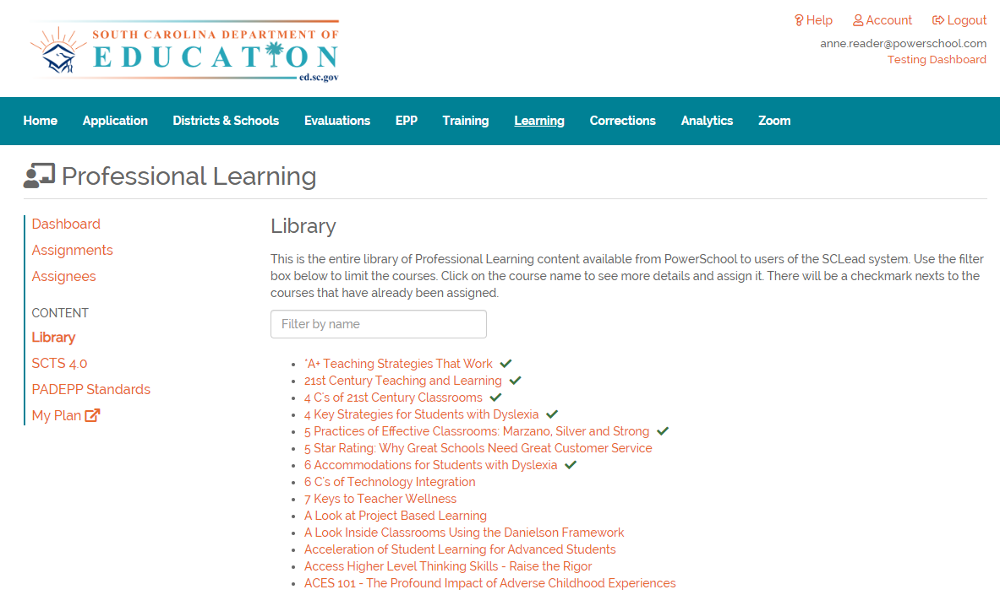 SOUTH CAROLINA DEPARTMENT OF
EDUCATION
ed.sc.gov
Help Account Logout
anne.reader@powerschool.com
Testing Dashboard
Home Application Districts & Schools Evaluations EPP Training Learning Corrections Analytics Zoom
Professional Learning
Dashboard
Assignments
Assignees
CONTENT
Library
SCTS 4.0
PADEPP Standards
My Plan
Library
This is the entire library of Professional Learning content available from PowerSchool to users of the SCLead system. Use the filter
box below to limit the courses. Click on the course name to see more details and assign it. There will be a checkmark nexts to the
courses that have already been assigned.
Filter by name
*A+ Teaching Strategies That Work
21st Century Teaching and Learning
4 C's of 21st Century Classrooms
4 Key Strategies for Students with Dyslexia
5 Practices of Effective Classrooms: Marzano, Silver and Strong
5 Star Rating: Why Great Schools Need Great Customer Service
6 Accommodations for Students with Dyslexia
6 C's of Technology Integration
7 Keys to Teacher Wellness
A Look at Project Based Learning
A Look Inside Classrooms Using the Danielson Framework
Acceleration of Student Learning for Advanced Students
Access Higher Level Thinking Skills - Raise the Rigor
ACES 101 - The Profound Impact of Adverse Childhood Experiences